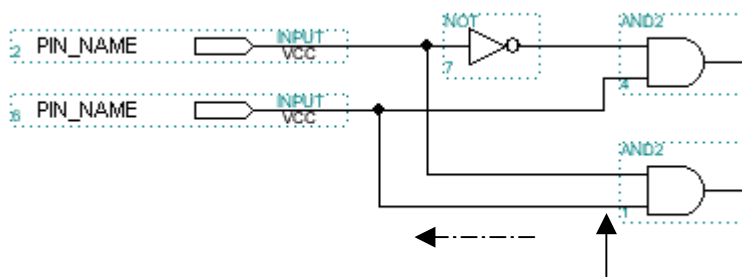 NOT
AND2
INPUT
2 PIN_NAME
VCC
7
4
INPUT
6 PIN_NAME
VCC
AND2
1